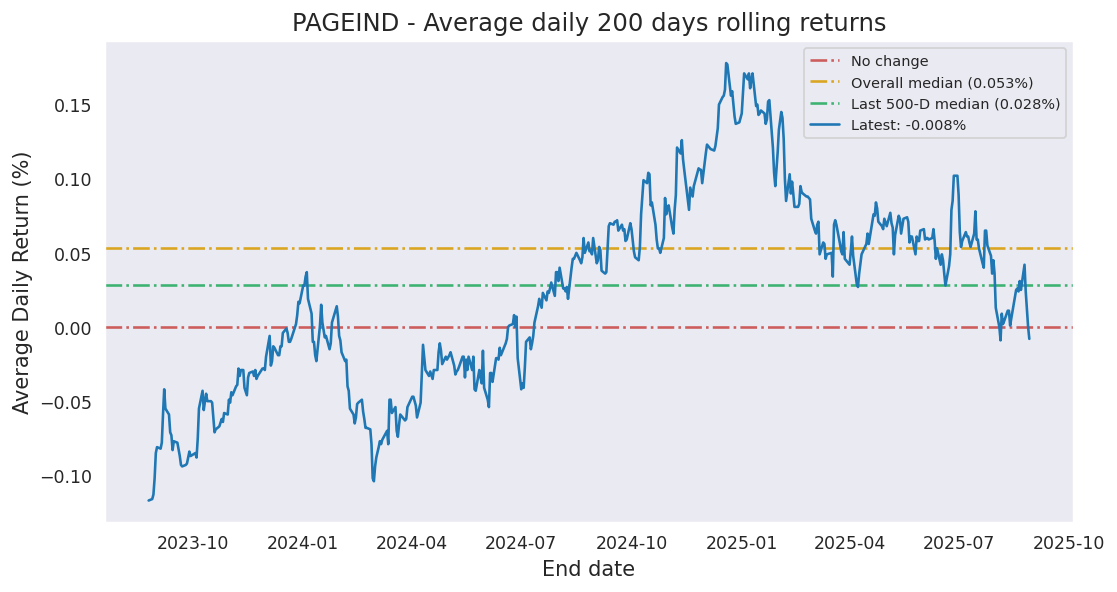 PAGEIND - Average daily 200 days rolling returns
No change
Overall median (0.053%)
Last 500-D median (0.028%)
Latest: -0.008%
Average Daily Return (%)
0.15
0.10
0.05
0.00
−0.05
−0.10
2023-10 2024-01 2024-04 2024-07 2024-10 2025-01 2025-04 2025-07 2025-10
End date